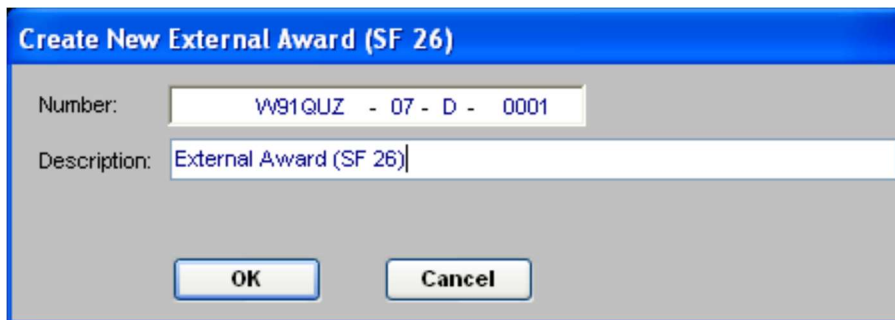 Create New External Award (SF 26)
Number: W91QUZ - 07 - D - 0001
Description: External Award (SF 26)
OK Cancel